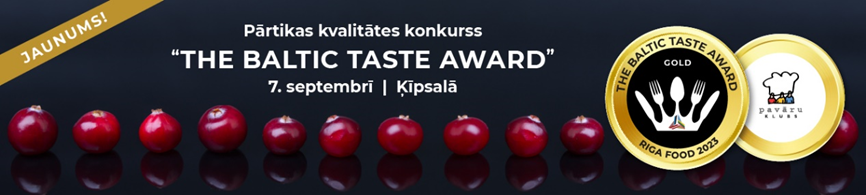 JAUNUMS!
Pārtikas kvalitātes konkurss
“THE BALTIC TASTE AWARD”
7. septembrī | Ķīpsalā
THE BALTIC TASTE AWARD
GOLD
RIGA FOOD 2023
pavāru
KLUBS